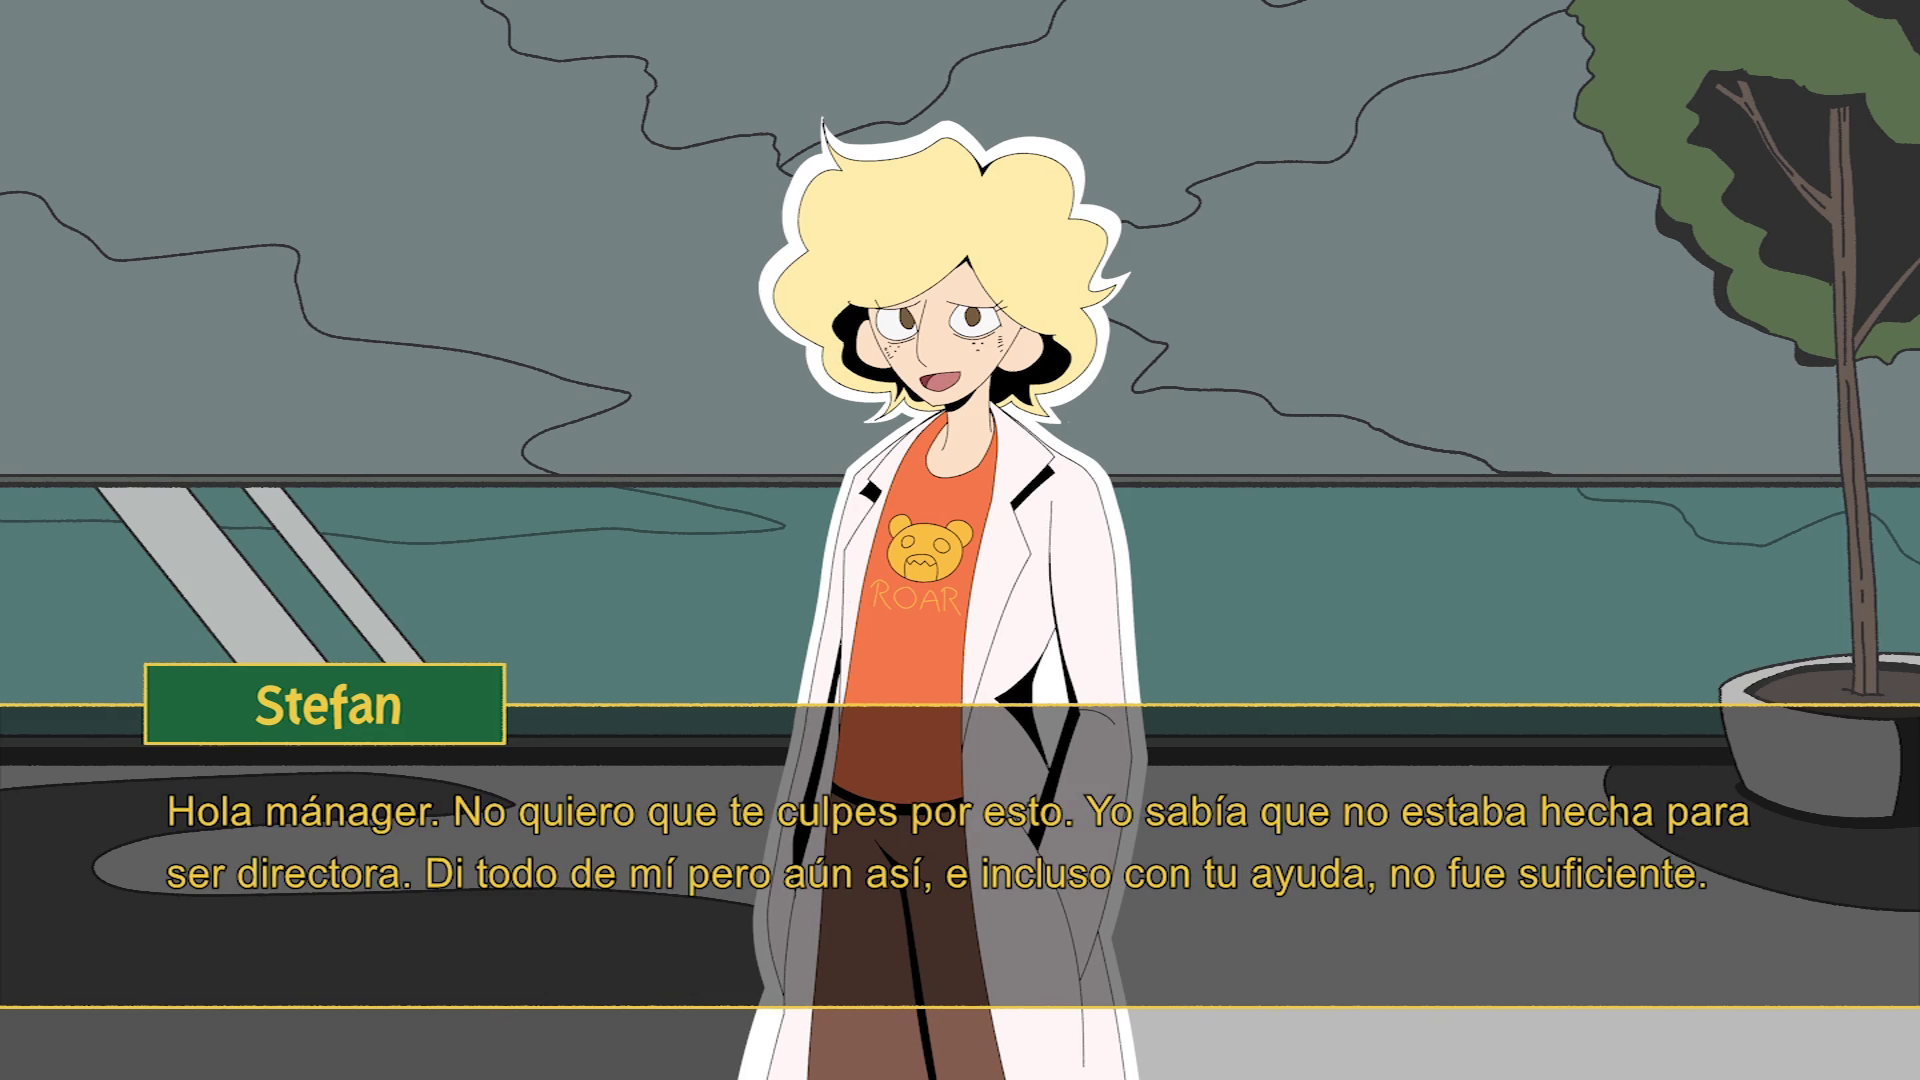 ROAR
Stefan
Hola mánager. No quiero que te culpes por esto. Yo sabía que no estaba hecha para
ser directora. Di todo de mí pero aún así, e incluso con tu ayuda, no fue suficiente.